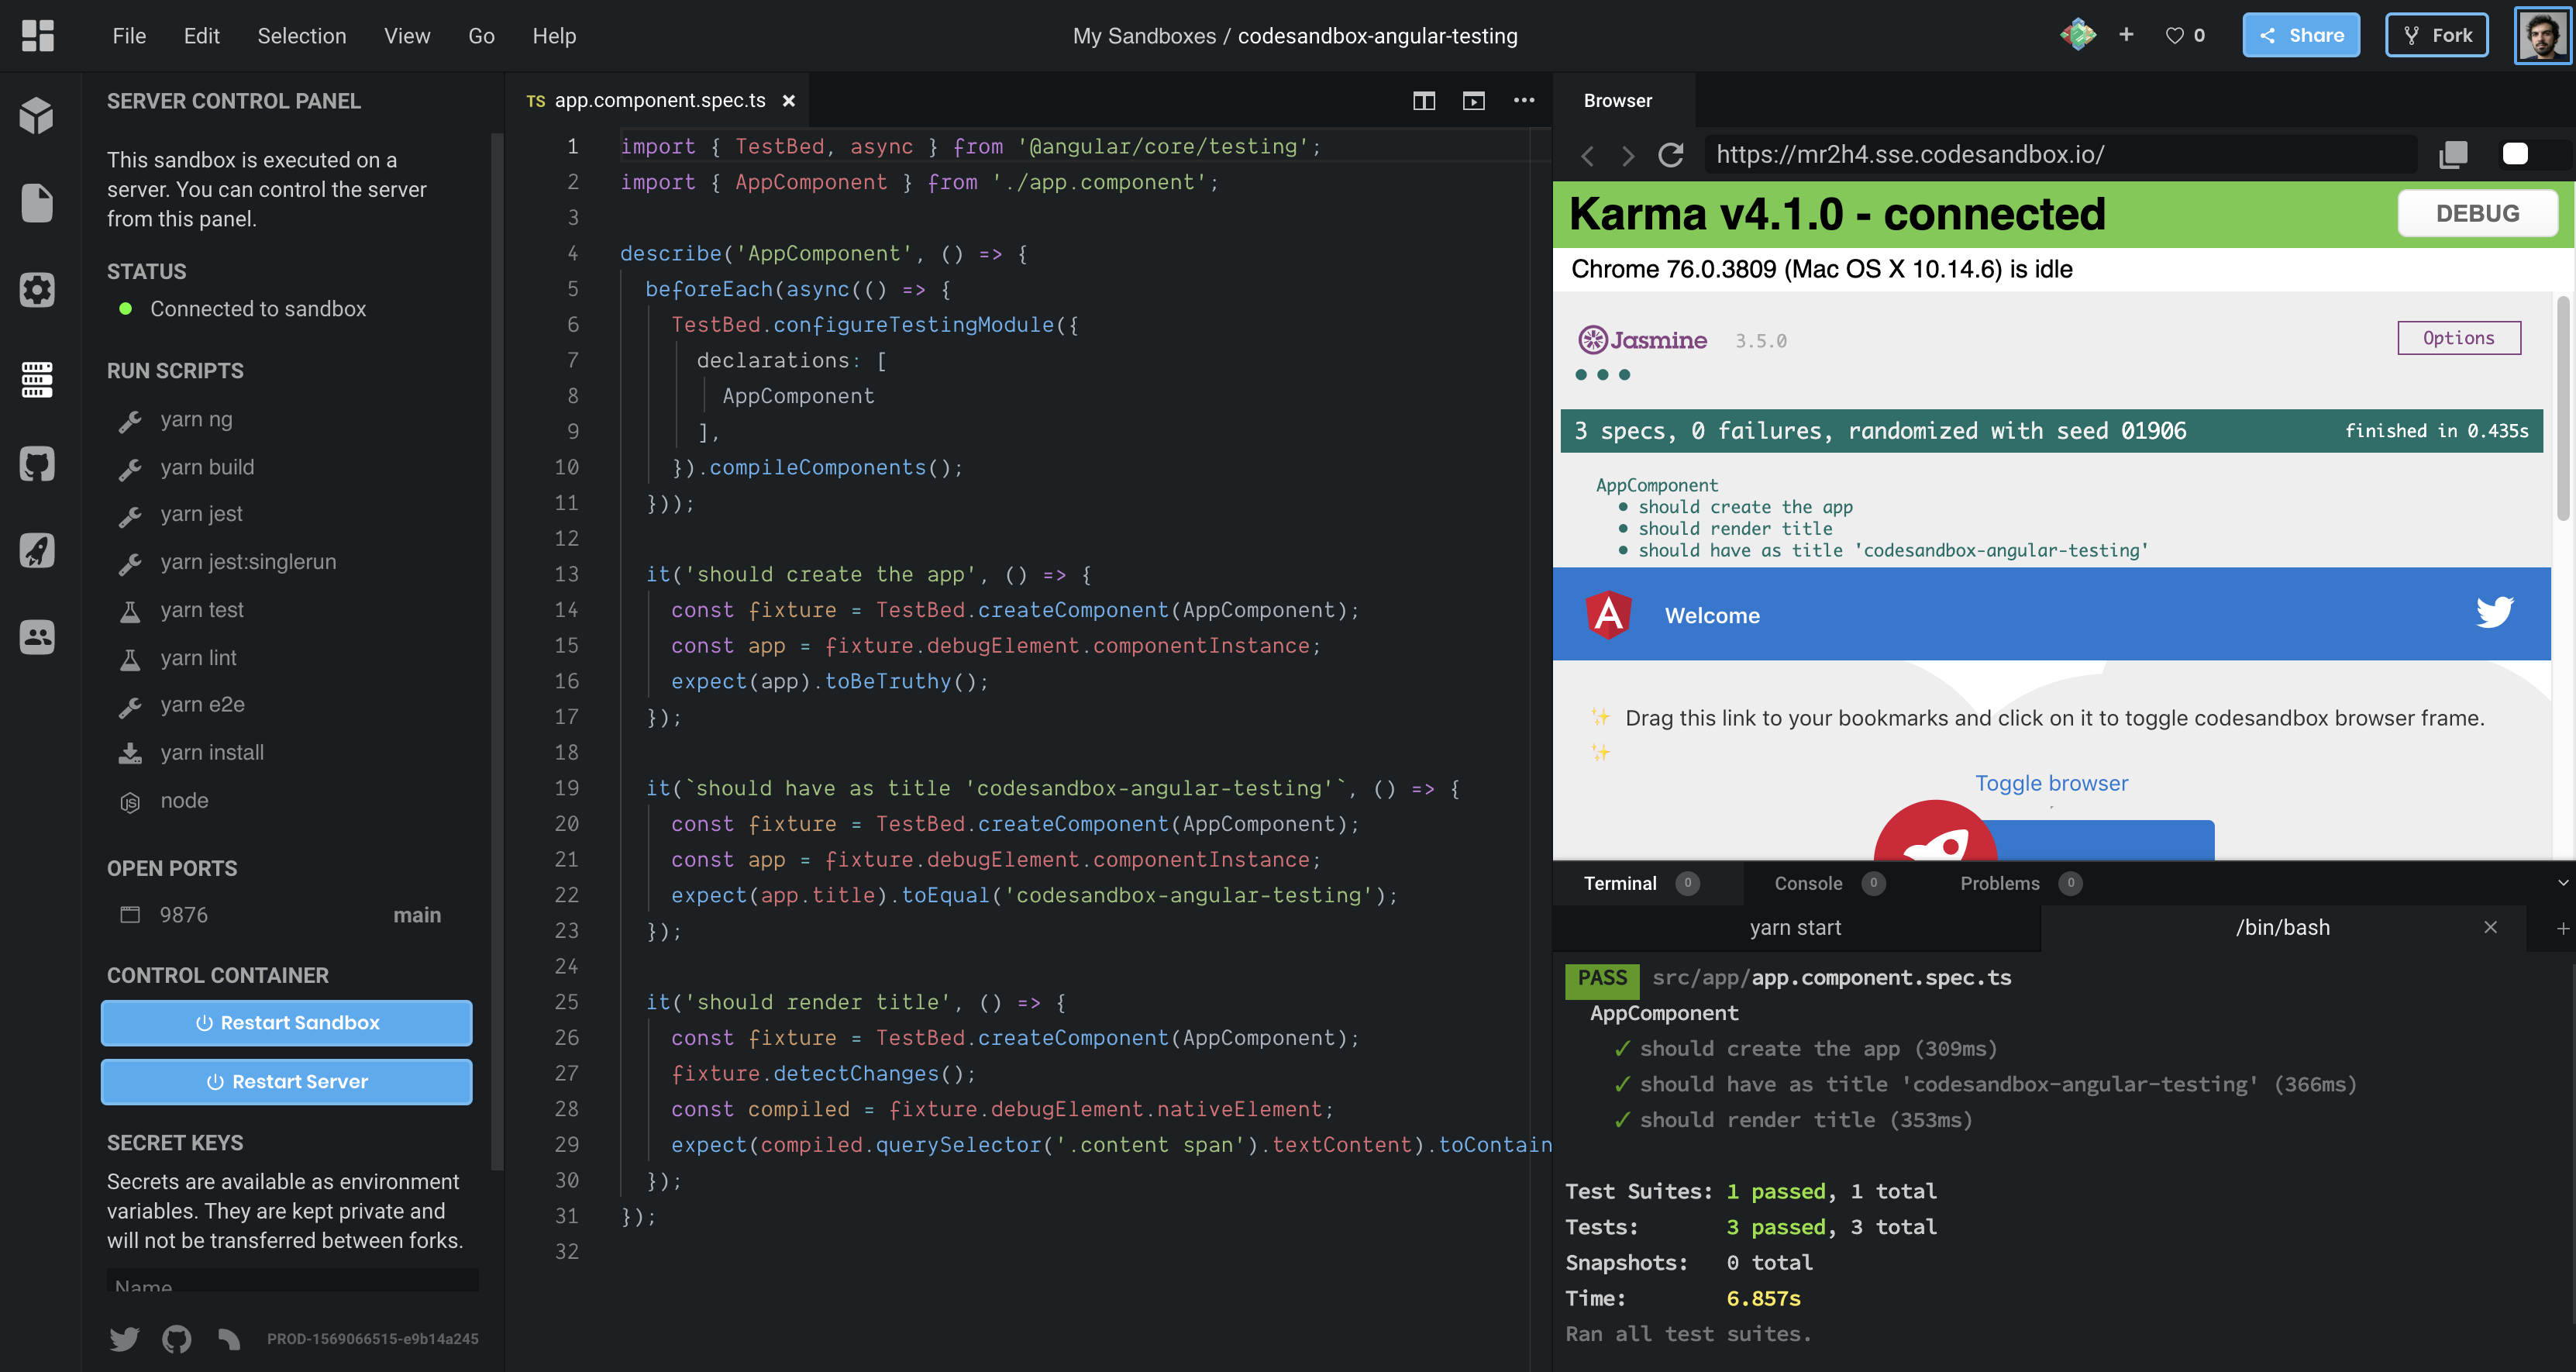 File Edit Selection View Go Help
My Sandboxes / codesandbox-angular-testing
0
Share
Fork
SERVER CONTROL PANEL
This sandbox is executed on a
server. You can control the server
from this panel.
STATUS
Connected to sandbox
RUN SCRIPTS
yarn ng
yarn build
yarn jest
yarn jest:singlerun
yarn test
yarn lint
yarn e2e
yarn install
node
OPEN PORTS
9876 main
CONTROL CONTAINER
Restart Sandbox
Restart Server
SECRET KEYS
Secrets are available as environment
variables. They are kept private and
will not be transferred between forks.
Name
PROD-1569066515-e9b14a245
TS app.component.spec.ts
1 import { TestBed, async } from '@angular/core/testing';
2 import { AppComponent } from './app.component';
3
4 describe('AppComponent', () => {
5 beforeEach(async(() => {
6 TestBed.configureTestingModule({
7 declarations: [
8 AppComponent
9 ],
10 }).compileComponents();
11 }));
12
13 it('should create the app', () => {
14 const fixture = TestBed.createComponent(AppComponent);
15 const app = fixture.debugElement.componentInstance;
16 expect(app).toBeTruthy();
17 });
18
19 it(`should have as title 'codesandbox-angular-testing'`, () => {
20 const fixture = TestBed.createComponent(AppComponent);
21 const app = fixture.debugElement.componentInstance;
22 expect(app.title).toEqual('codesandbox-angular-testing');
23 });
24
25 it('should render title', () => {
26 const fixture = TestBed.createComponent(AppComponent);
27 fixture.detectChanges();
28 const compiled = fixture.debugElement.nativeElement;
29 expect(compiled.querySelector('.content span').textContent).toContain
30 });
31 });
32
Browser
https://mr2h4.sse.codesandbox.io/
Karma v4.1.0 - connected
DEBUG
Chrome 76.0.3809 (Mac OS X 10.14.6) is idle
Jasmine 3.5.0
Options
3 specs, 0 failures, randomized with seed 01906 finished in 0.435s
AppComponent
• should create the app
• should render title
• should have as title 'codesandbox-angular-testing'
A Welcome
Drag this link to your bookmarks and click on it to toggle codesandbox browser frame.
Toggle browser
Terminal 0 Console 0 Problems 0
yarn start /bin/bash
PASS src/app/app.component.spec.ts
AppComponent
✓ should create the app (309ms)
✓ should have as title 'codesandbox-angular-testing' (366ms)
✓ should render title (353ms)
Test Suites: 1 passed, 1 total
Tests: 3 passed, 3 total
Snapshots: 0 total
Time: 6.857s
Ran all test suites.